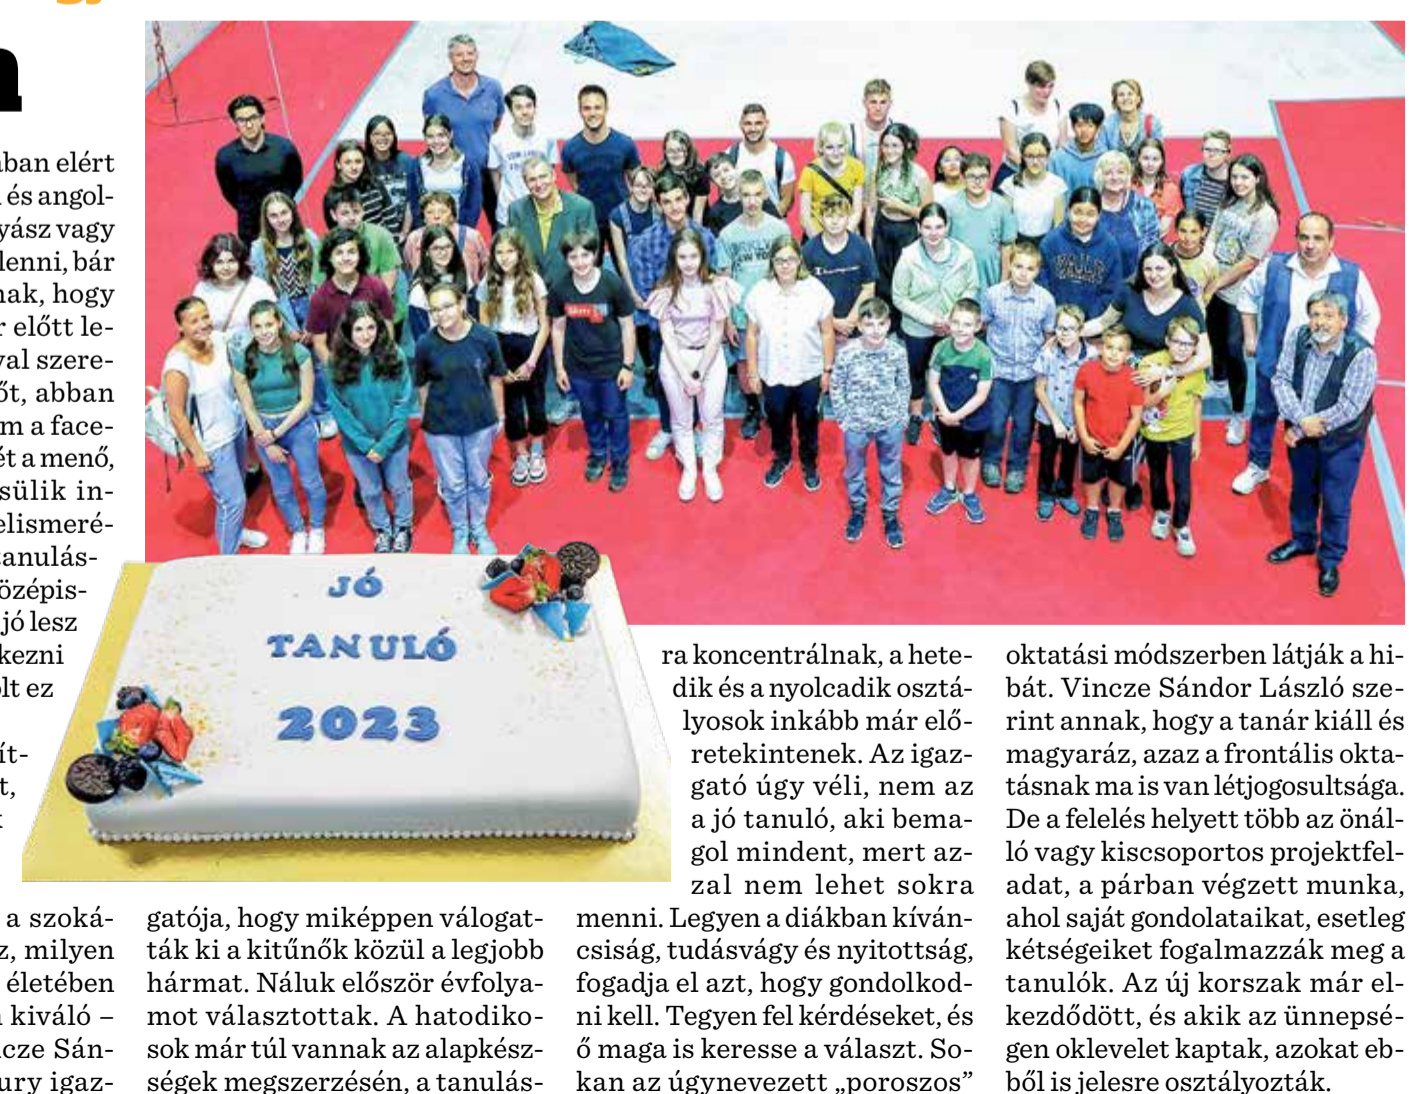 ban elért
és angol-
yász vagy
lenni, bár
nak, hogy
előtt le-
val szere-
őt, abban
m a face-
ét a menő,
sülik in-
elismeré-
tanulás-
özépis-
jó lesz
kezni
lt ez
ít-
t,
a szoká-
z, milyen
életében
kiváló –
cze Sán-
ury igaz-
JÓ
TANULÓ
2023
gatója, hogy miképpen válogat-
ták ki a kitűnők közül a legjobb
hármat. Náluk először évfolya-
mot választottak. A hatodiko-
sok már túl vannak az alapkész-
ségek megszerzésén, a tanulás-
ra koncentrálnak, a hete-
dik és a nyolcadik osztá-
lyosok inkább már elő-
retekintenek. Az igaz-
gató úgy véli, nem az
a jó tanuló, aki bema-
gol mindent, mert az-
zal nem lehet sokra
menni. Legyen a diákban kíván-
csiság, tudásvágy és nyitottság,
fogadja el azt, hogy gondolkod-
ni kell. Tegyen fel kérdéseket, és
ő maga is keresse a választ. So-
kan az úgynevezett „poroszos”
oktatási módszerben látják a hi-
bát. Vincze Sándor László sze-
rint annak, hogy a tanár kiáll és
magyaráz, azaz a frontális okta-
tásnak ma is van létjogosultsága.
De a felelés helyett több az önál-
ló vagy kiscsoportos projektfel-
adat, a párban végzett munka,
ahol saját gondolataikat, esetleg
kétségeiket fogalmazzák meg a
tanulók. Az új korszak már el-
kezdődött, és akik az ünnepsé-
gen oklevelet kaptak, azokat eb-
ből is jelesre osztályozták.